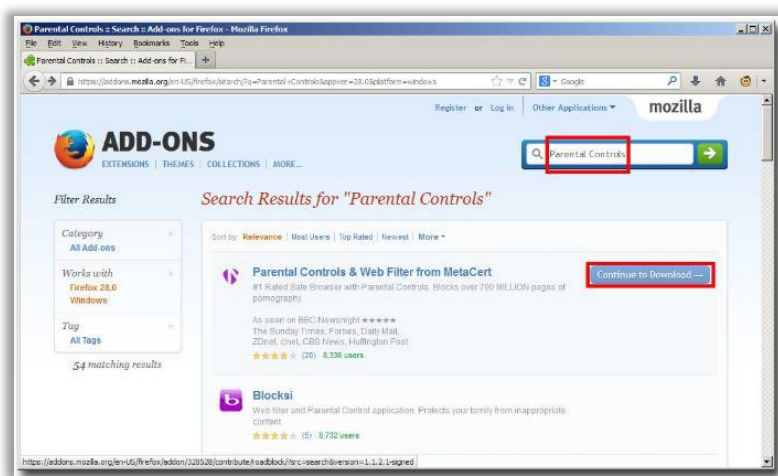 Parental Controls :: Search :: Add-ons for Firefox - Mozilla Firefox
File Edit View History Bookmarks Tools Help
Parental Controls :: Search :: Add-ons for Fi... +
https://addons.mozilla.org/en-US/firefox/search/?q=Parental+Controls&appver=28.0&platform=windows Google
Register or Log in Other Applications mozilla
ADD-ONS
EXTENSIONS | THEMES | COLLECTIONS | MORE...
Parental Controls
Filter Results
Search Results for "Parental Controls"
Category
All Add-ons
Works with
Firefox 28.0
Windows
Tag
All Tags
54 matching results
Sort by: Relevance Most Users Top Rated Newest More
Parental Controls & Web Filter from MetaCert
Continue to Download →
#1 Rated Safe Browser with Parental Controls. Blocks over 700 MILLION pages of
pornography.
As seen on BBC Newsnight ★★★★★
The Sunday Times, Forbes, Daily Mail,
ZDnet, cnet, CBS News, Huffington Post
(20) 8,336 users
Blocksi
Web filter and Parental Control application. Protects your family from inappropriate
content.
(5) 8,732 users
https://addons.mozilla.org/en-US/firefox/addon/328528/contribute/roadblock/?src=search&version=1.1.2.1-signed